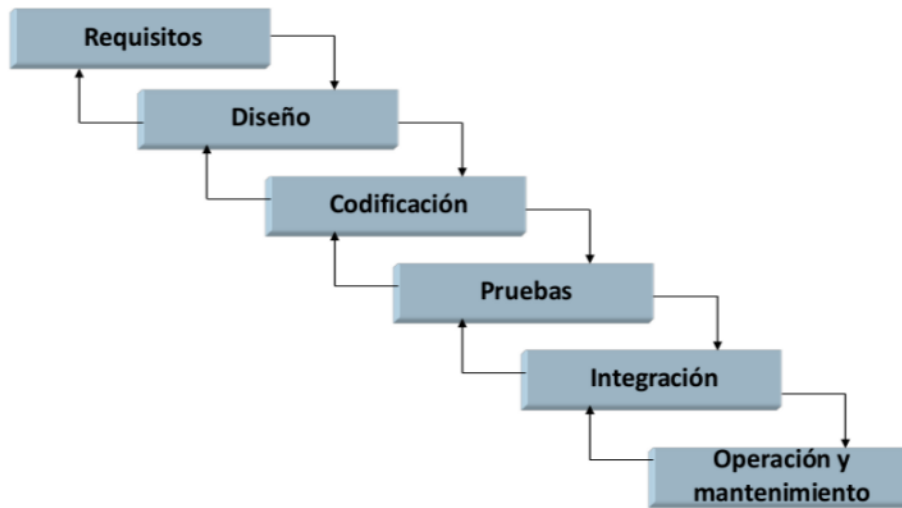 Requisitos
Diseño
Codificación
Pruebas
Integración
Operación y
mantenimiento